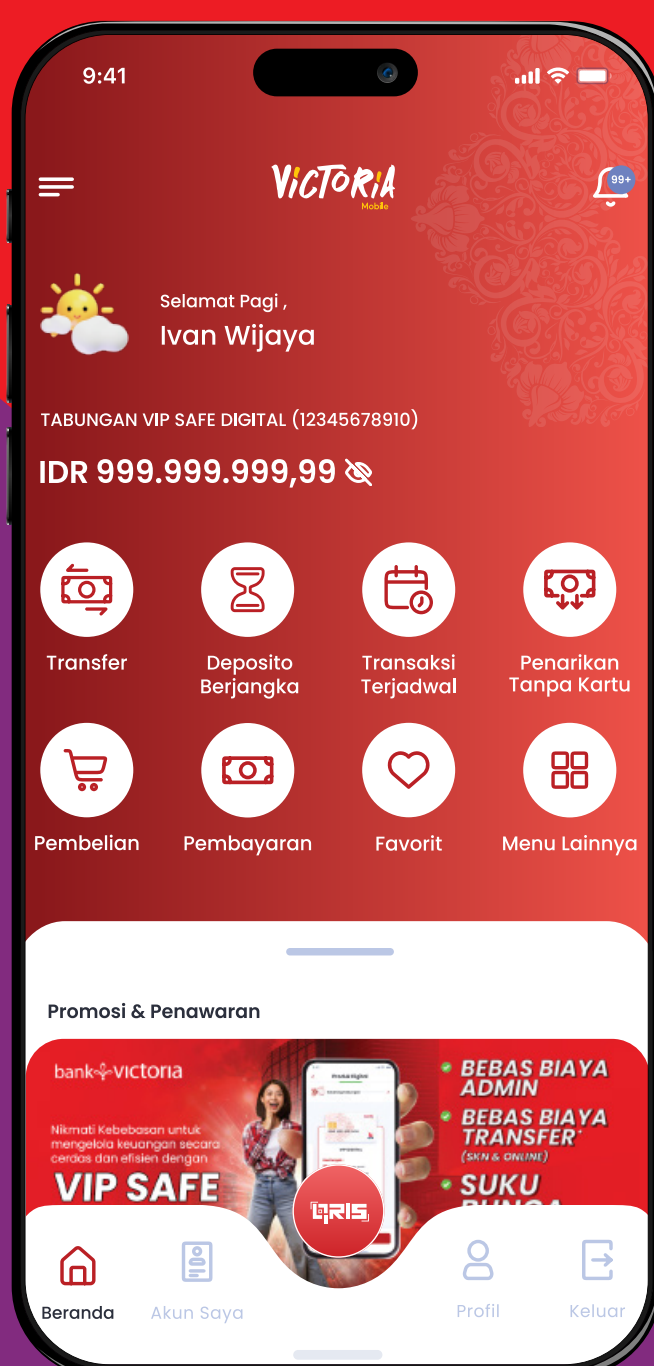 9:41
VICTORIA
Mobile
99+
Selamat Pagi ,
Ivan Wijaya
TABUNGAN VIP SAFE DIGITAL (12345678910)
IDR 999.999.999,99
Transfer
Deposito
Berjangka
Transaksi
Terjadwal
Penarikan
Tanpa Kartu
Pembelian
Pembayaran
Favorit
Menu Lainnya
Promosi & Penawaran
bank victoria
Nikmati Kebebasan untuk
mengelola keuangan secara
cerdas dan efisien dengan
VIP SAFE
Produk Digital
BEBAS BIAYA
ADMIN
BEBAS BIAYA
TRANSFER*
(SKN & ONLINE)
SUKU
BUNGA
QRIS
Beranda
Akun Saya
Profil
Keluar